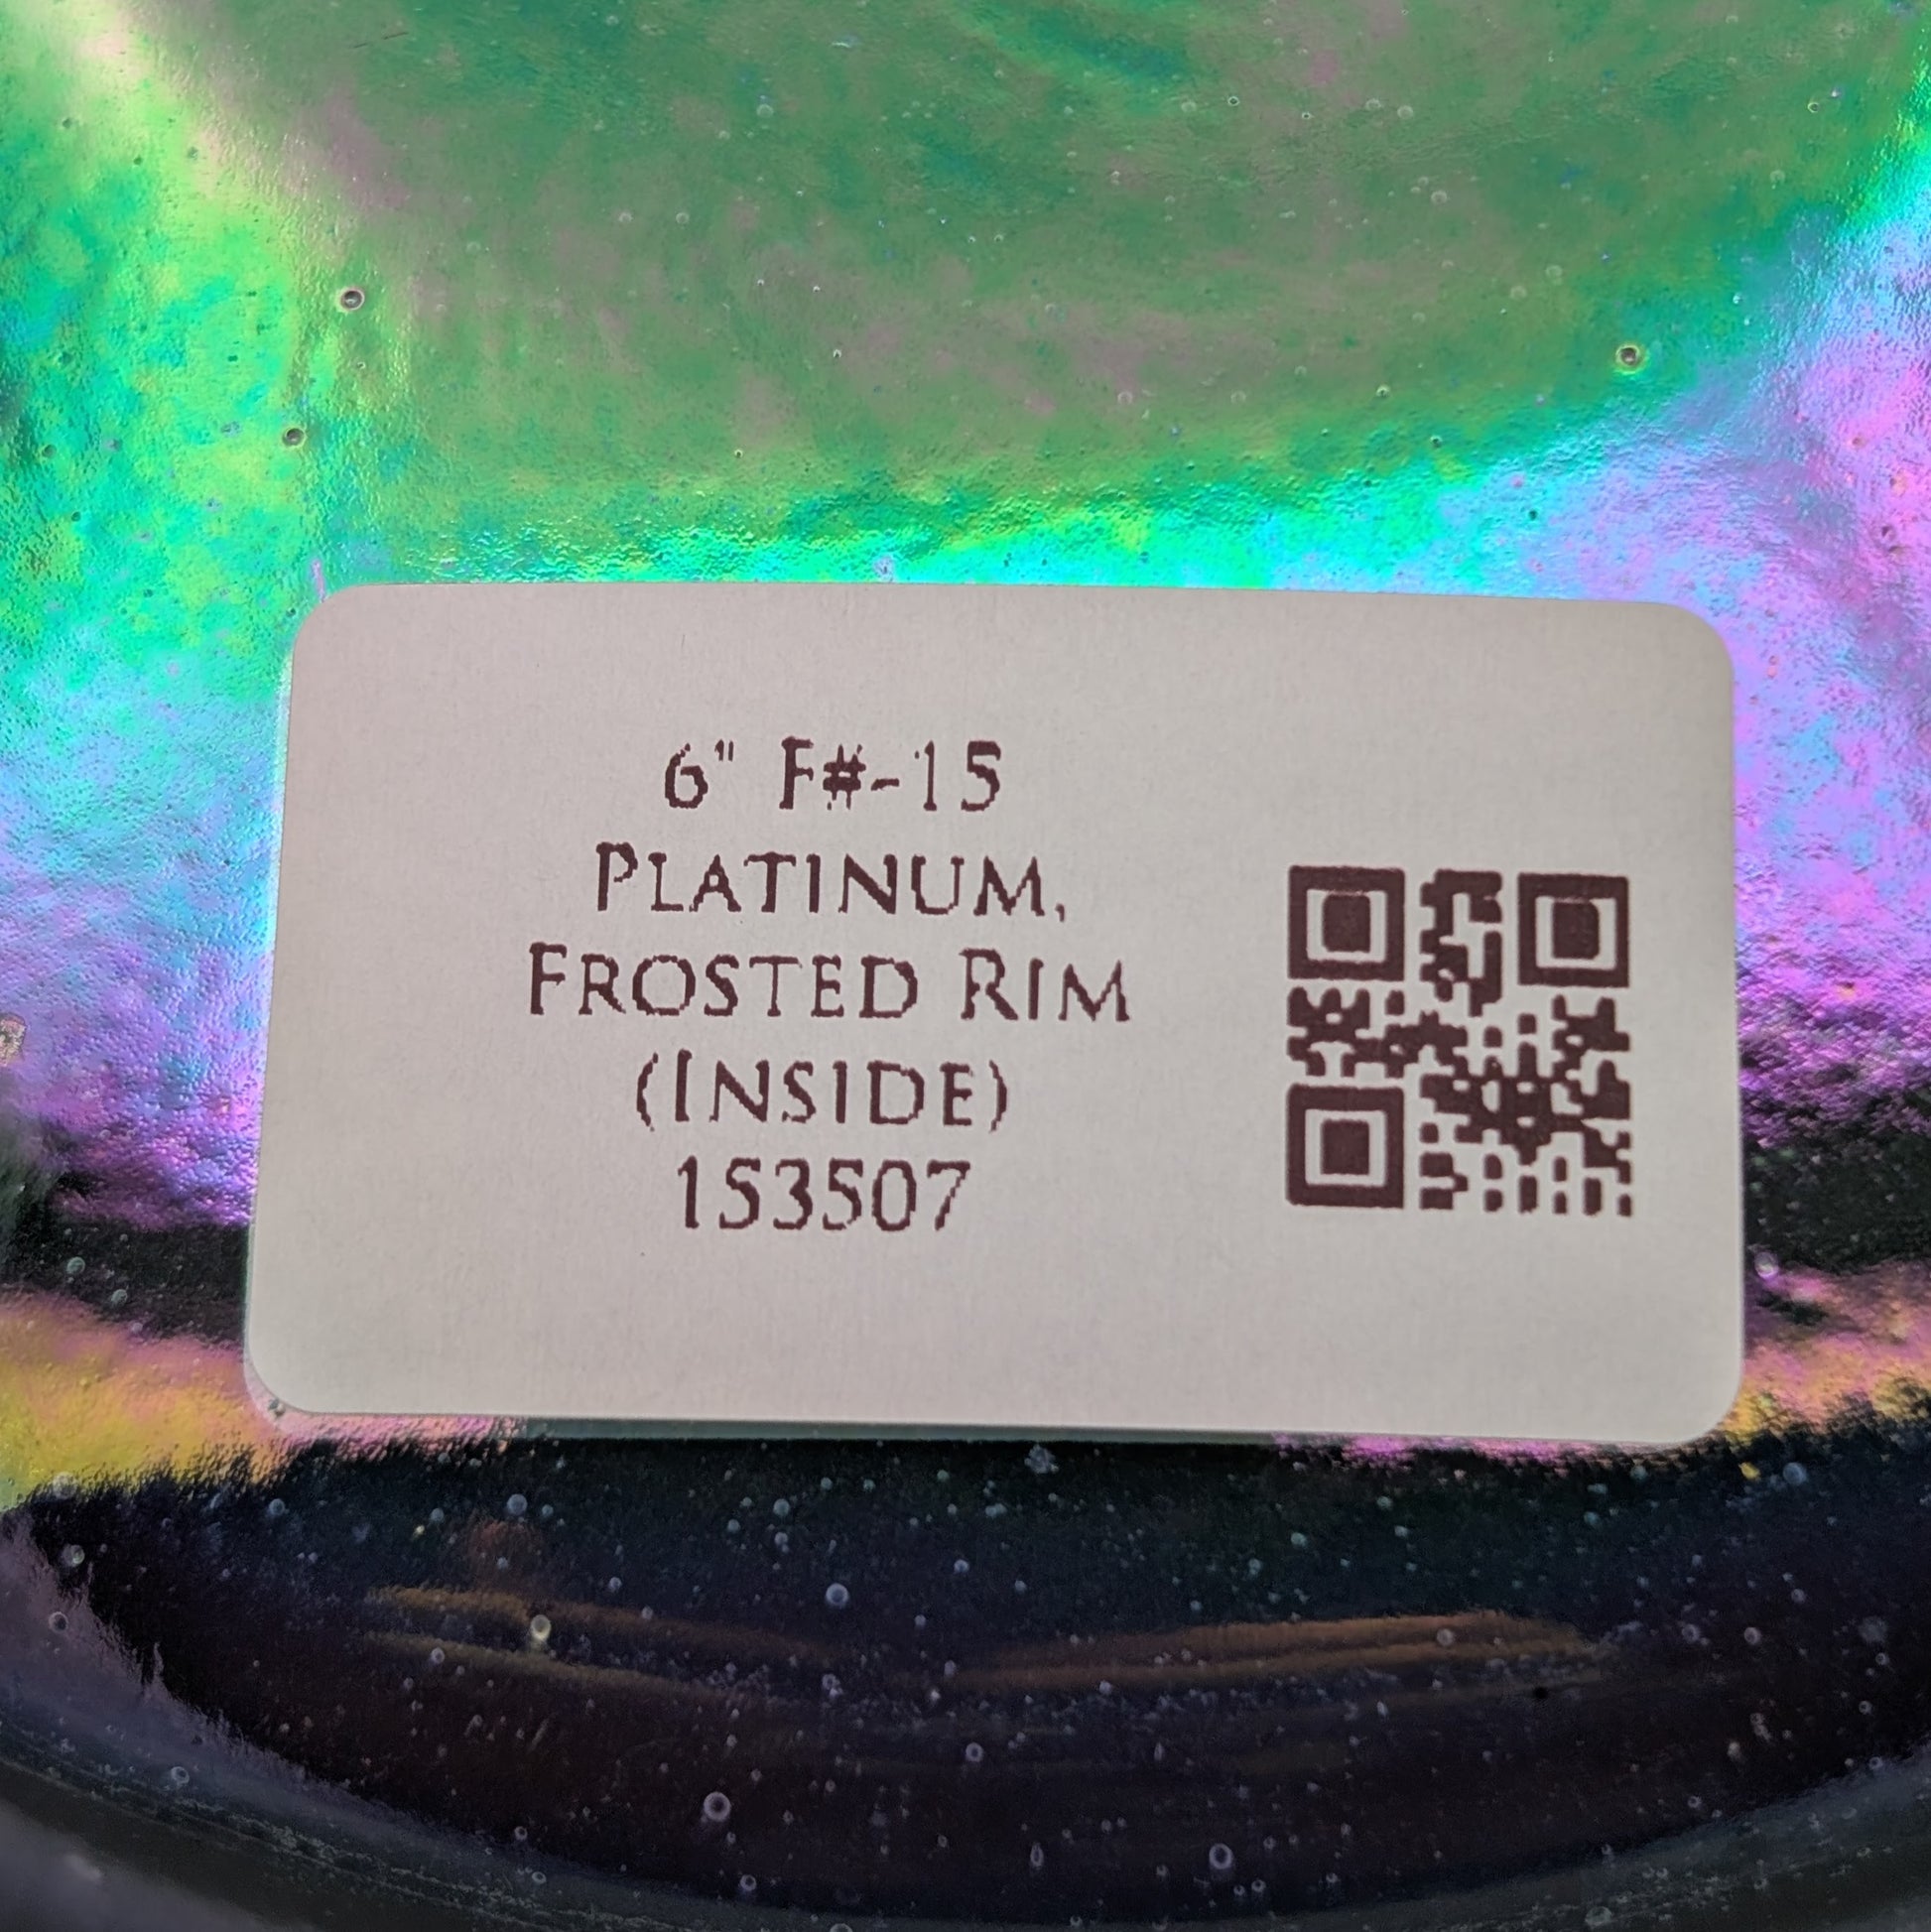 6" F#-15
Platinum,
Frosted Rim
(Inside)
153507